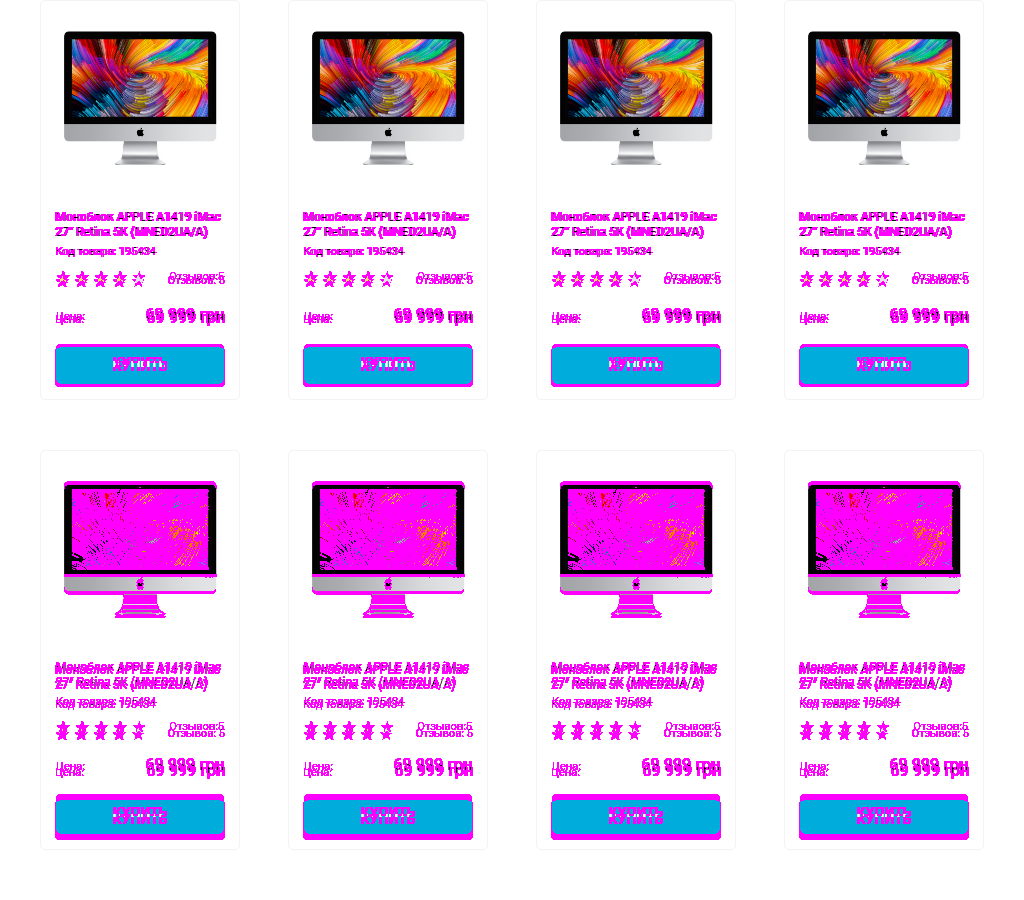 Моноблок APPLE A1419 iMac Моноблок APPLE A1419 iMac Моноблок APPLE A1419 iMac Моноблок APPLE A1419 iMac
27" Retina 5K (MNED2UA/A) 27" Retina 5K (MNED2UA/A) 27" Retina 5K (MNED2UA/A) 27" Retina 5K (MNED2UA/A)
Код товара: 195434 Код товара: 195434 Код товара: 195434 Код товара: 195434
Отзывов: 5 Отзывов: 5 Отзывов: 5 Отзывов: 5
Цена: 69 999 грн Цена: 69 999 грн Цена: 69 999 грн Цена: 69 999 грн
КУПИТЬ КУПИТЬ КУПИТЬ КУПИТЬ
Моноблок APPLE A1419 iMac Моноблок APPLE A1419 iMac Моноблок APPLE A1419 iMac Моноблок APPLE A1419 iMac
27" Retina 5K (MNED2UA/A) 27" Retina 5K (MNED2UA/A) 27" Retina 5K (MNED2UA/A) 27" Retina 5K (MNED2UA/A)
Код товара: 195434 Код товара: 195434 Код товара: 195434 Код товара: 195434
Отзывов: 5 Отзывов: 5 Отзывов: 5 Отзывов: 5
Цена: 69 999 грн Цена: 69 999 грн Цена: 69 999 грн Цена: 69 999 грн
КУПИТЬ КУПИТЬ КУПИТЬ КУПИТЬ